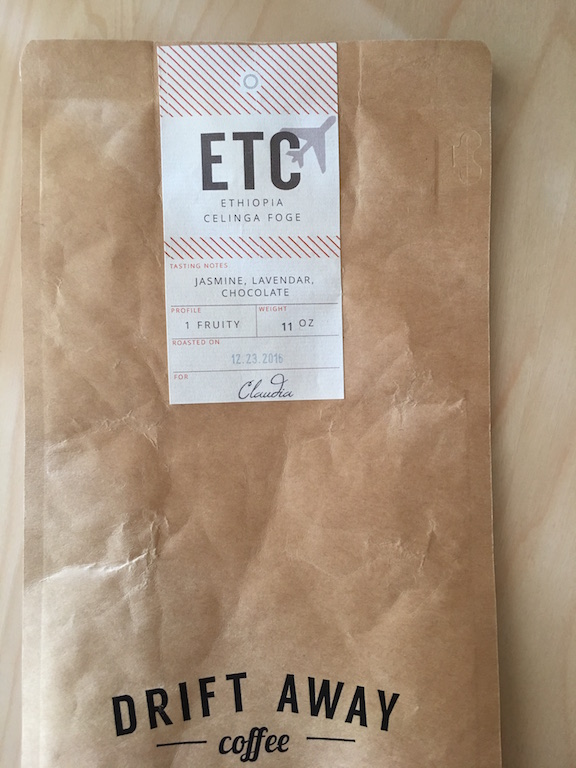 ETC
ETHIOPIA
CELINGA FOGE
TASTING NOTES
JASMINE, LAVENDAR,
CHOCOLATE
PROFILE
1 FRUITY
WEIGHT
11 OZ
ROASTED ON
12.23.2016
FOR
Claudia
DRIFT AWAY
coffee